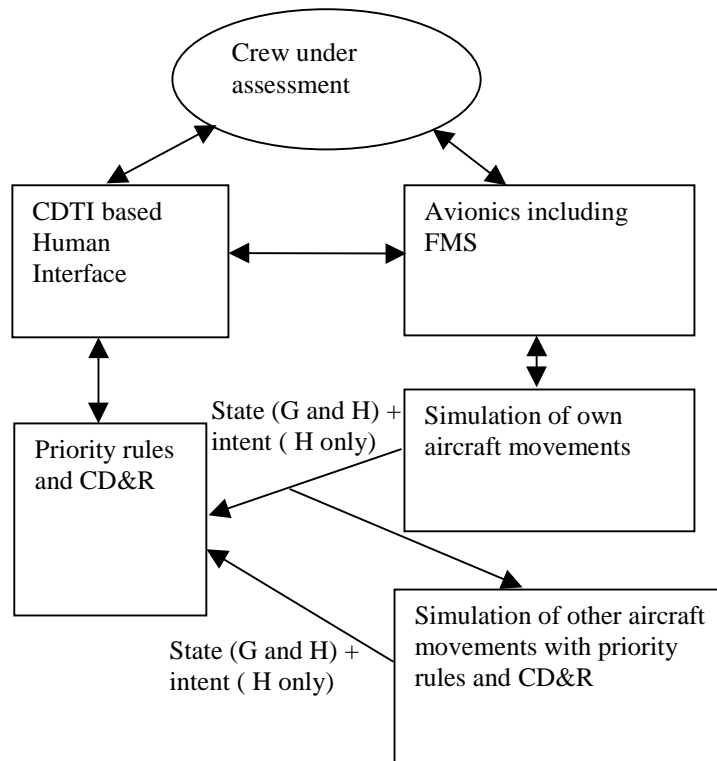 Crew under
assessment
CDTI based
Human
Interface
Avionics including
FMS
State (G and H) +
intent ( H only)
Priority rules
and CD&R
Simulation of own
aircraft movements
State (G and H) +
intent ( H only)
Simulation of other aircraft
movements with priority
rules and CD&R